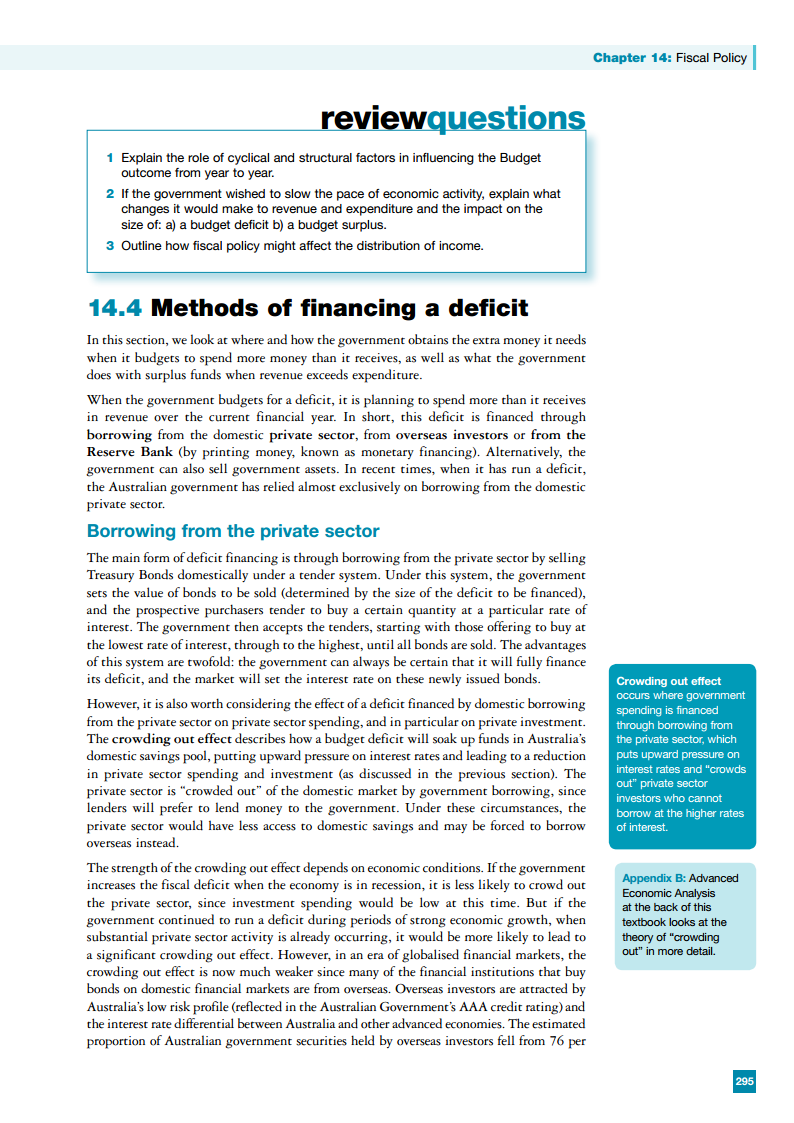 Chapter 14: Fiscal Policy
reviewquestions
1 Explain the role of cyclical and structural factors in influencing the Budget
outcome from year to year.
2 If the government wished to slow the pace of economic activity, explain what
changes it would make to revenue and expenditure and the impact on the
size of: a) a budget deficit b) a budget surplus.
3 Outline how fiscal policy might affect the distribution of income.
14.4 Methods of financing a deficit
In this section, we look at where and how the government obtains the extra money it needs
when it budgets to spend more money than it receives, as well as what the government
does with surplus funds when revenue exceeds expenditure.
When the government budgets for a deficit, it is planning to spend more than it receives
in revenue over the current financial year. In short, this deficit is financed through
borrowing from the domestic private sector, from overseas investors or from the
Reserve Bank (by printing money, known as monetary financing). Alternatively, the
government can also sell government assets. In recent times, when it has run a deficit,
the Australian government has relied almost exclusively on borrowing from the domestic
private sector.
Borrowing from the private sector
The main form of deficit financing is through borrowing from the private sector by selling
Treasury Bonds domestically under a tender system. Under this system, the government
sets the value of bonds to be sold (determined by the size of the deficit to be financed),
and the prospective purchasers tender to buy a certain quantity at a particular rate of
interest. The government then accepts the tenders, starting with those offering to buy at
the lowest rate of interest, through to the highest, until all bonds are sold. The advantages
of this system are twofold: the government can always be certain that it will fully finance
its deficit, and the market will set the interest rate on these newly issued bonds.
However, it is also worth considering the effect of a deficit financed by domestic borrowing
from the private sector on private sector spending, and in particular on private investment.
The crowding out effect describes how a budget deficit will soak up funds in Australia's
domestic savings pool, putting upward pressure on interest rates and leading to a reduction
in private sector spending and investment (as discussed in the previous section). The
private sector is "crowded out" of the domestic market by government borrowing, since
lenders will prefer to lend money to the government. Under these circumstances, the
private sector would have less access to domestic savings and may be forced to borrow
overseas instead.
The strength of the crowding out effect depends on economic conditions. If the government
increases the fiscal deficit when the economy is in recession, it is less likely to crowd out
the private sector, since investment spending would be low at this time. But if the
government continued to run a deficit during periods of strong economic growth, when
substantial private sector activity is already occurring, it would be more likely to lead to
a significant crowding out effect. However, in an era of globalised financial markets, the
crowding out effect is now much weaker since many of the financial institutions that buy
bonds on domestic financial markets are from overseas. Overseas investors are attracted by
Australia's low risk profile (reflected in the Australian Government's AAA credit rating) and
the interest rate differential between Australia and other advanced economies. The estimated
proportion of Australian government securities held by overseas investors fell from 76 per
Crowding out effect
occurs where government
spending is financed
through borrowing from
the private sector, which
puts upward pressure on
interest rates and "crowds
out" private sector
investors who cannot
borrow at the higher rates
of interest.
Appendix B: Advanced
Economic Analysis
at the back of this
textbook looks at the
theory of "crowding
out" in more detail.
295